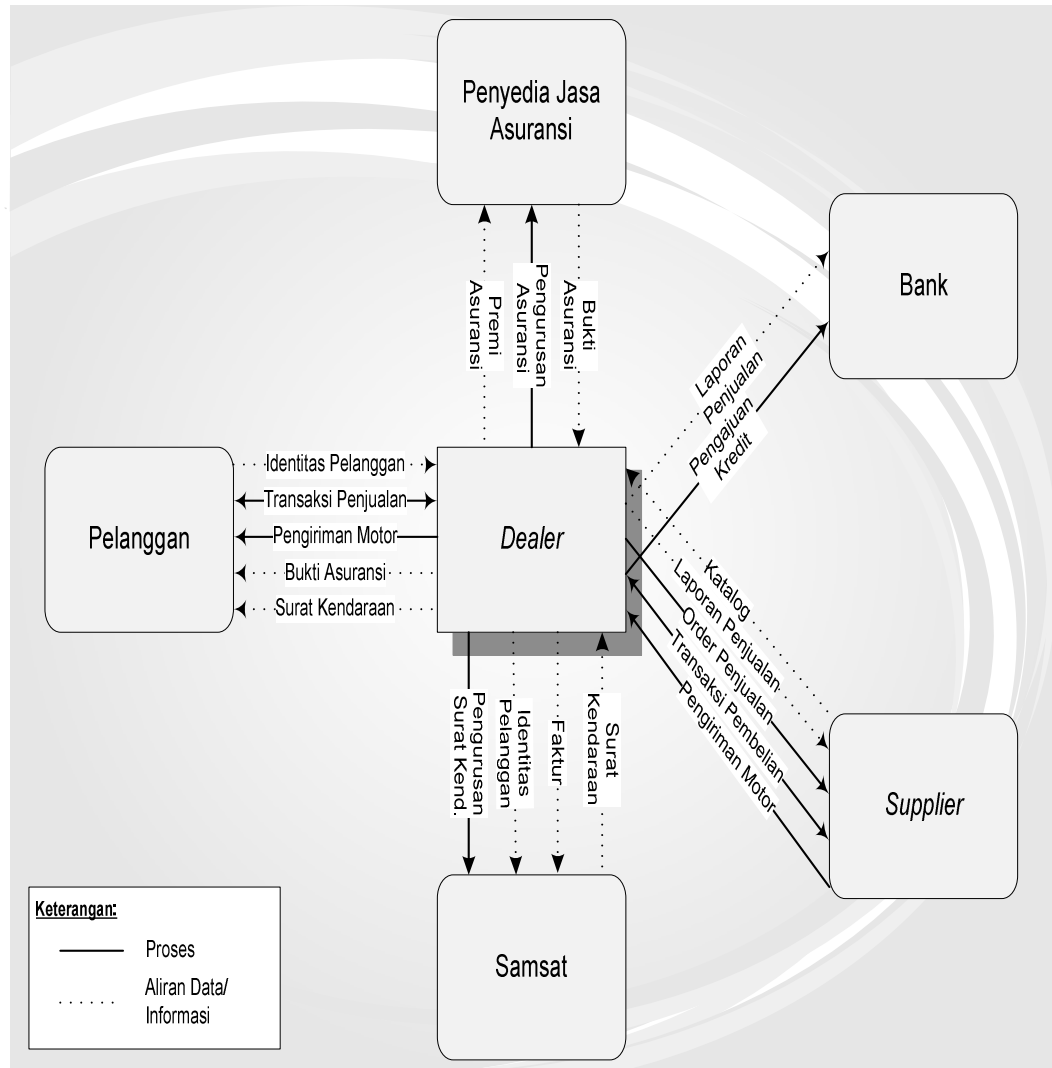 Penyedia Jasa
Asuransi
Bank
Premi
Asuransi
Pengurusan
Asuransi
Bukti
Asuransi
Laporan
Penjualan
Pengajuan
Kredit
Pelanggan
Identitas Pelanggan
Transaksi Penjualan
Pengiriman Motor
Bukti Asuransi
Surat Kendaraan
Dealer
Katalog
Laporan Penjualan
Order Penjualan
Transaksi Pembelian
Pengiriman Motor
Supplier
Pengurusan
Surat Kend.
Identitas
Pelanggan
Faktur
Surat
Kendaraan
Samsat
Keterangan:
Proses
Aliran Data/
Informasi